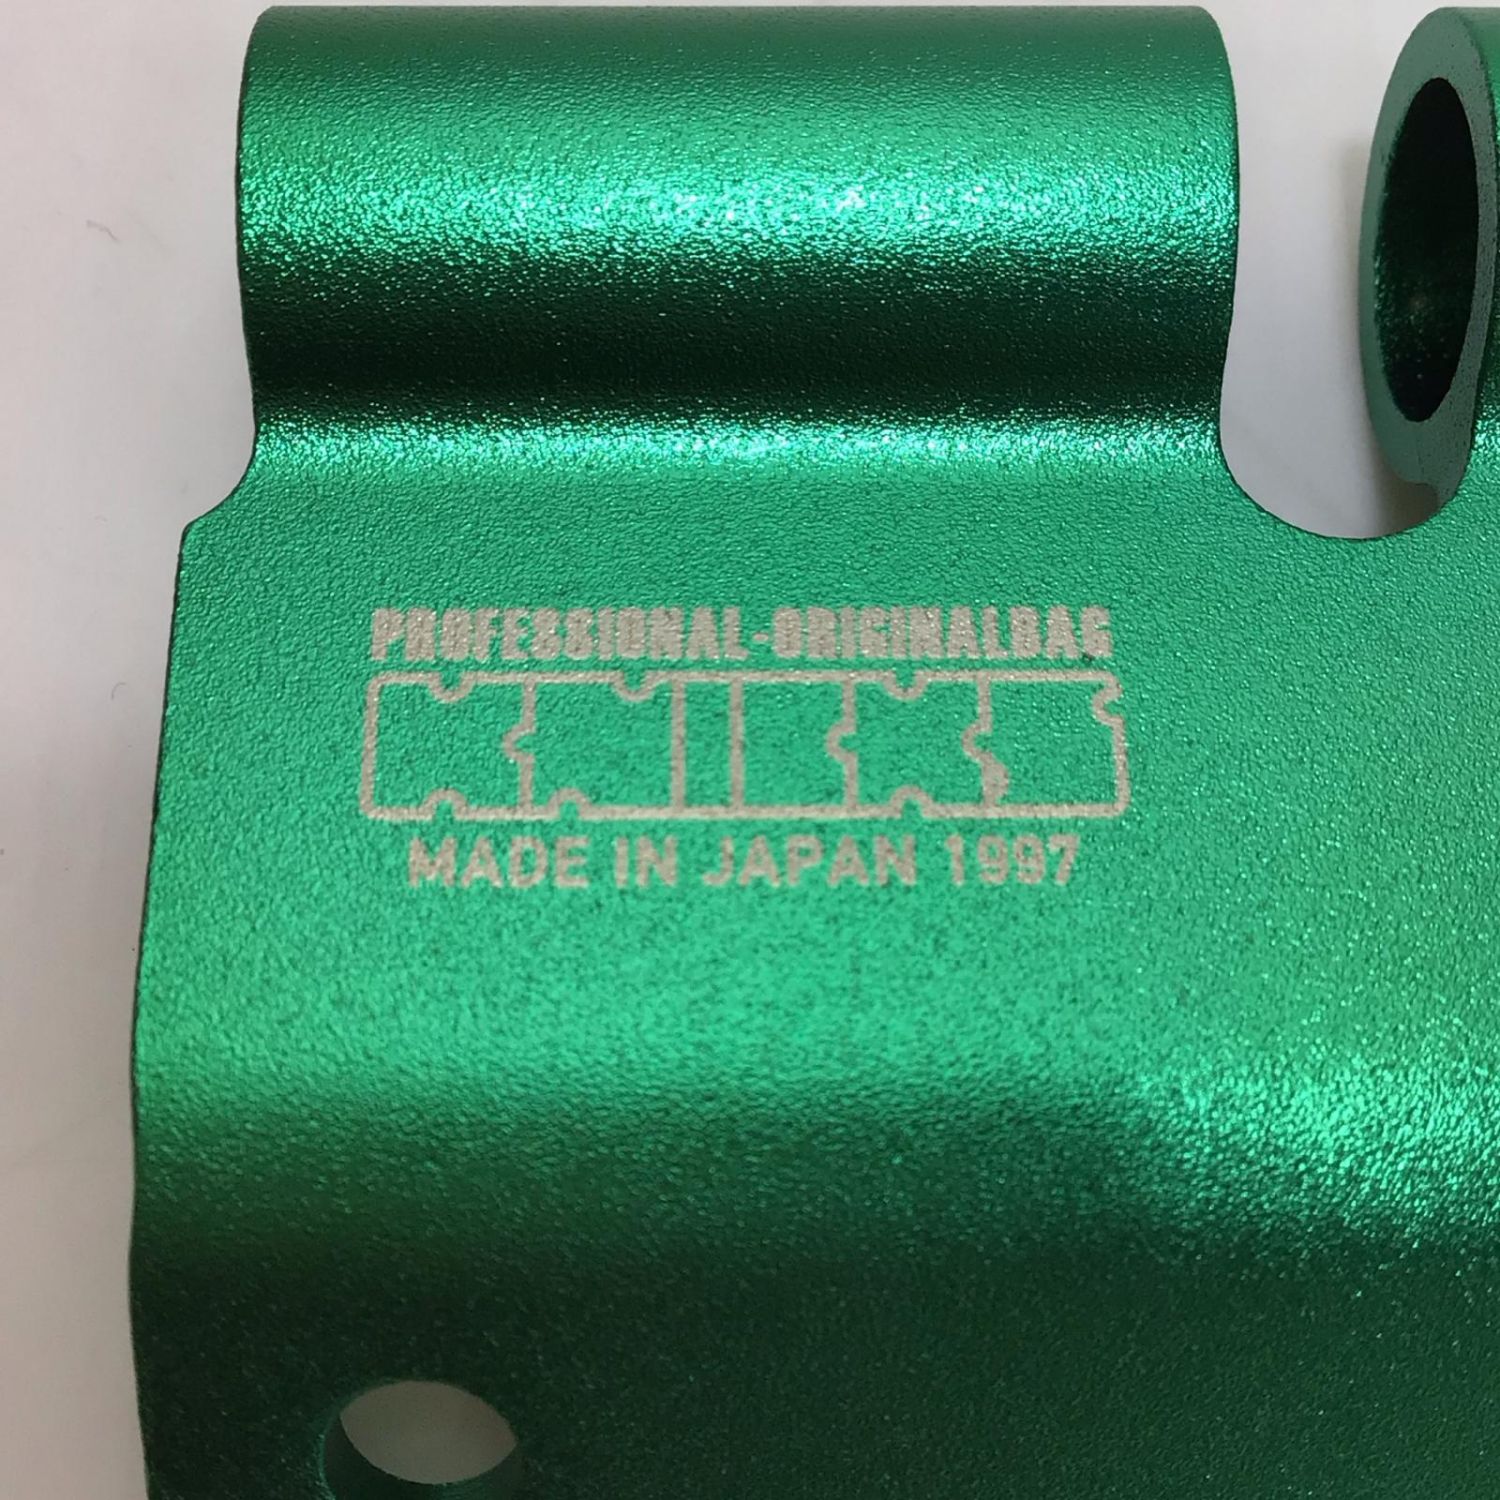 PROFESSIONAL-ORIGINALBAG
KNICKS
MADE IN JAPAN 1997